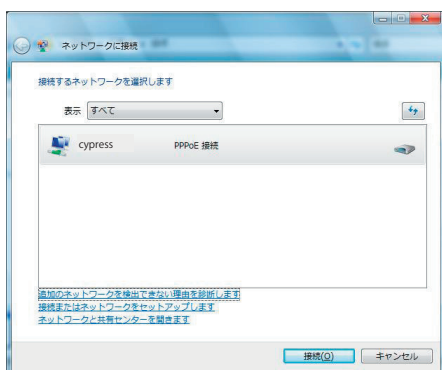 ネットワークに接続
接続するネットワークを選択します
表示 すべて
cypress PPPoE 接続
追加のネットワークを検出できない理由を診断します
接続またはネットワークをセットアップします
ネットワークと共有センターを開きます
接続(O) キャンセル